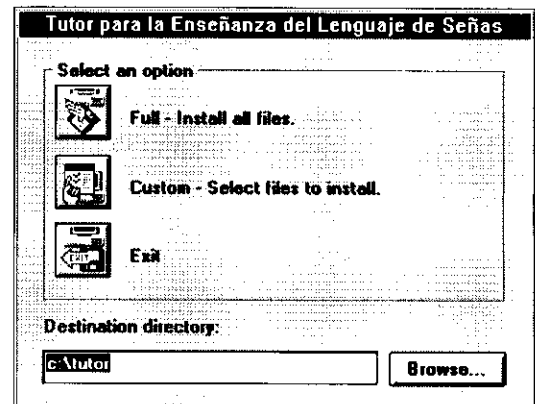 Tutor para la Enseñanza del Lenguaje de Señas
Select an option
Full - Install all files.
Custom - Select files to install.
EXIT
Exit
Destination directory:
c:\tutor
Browse...